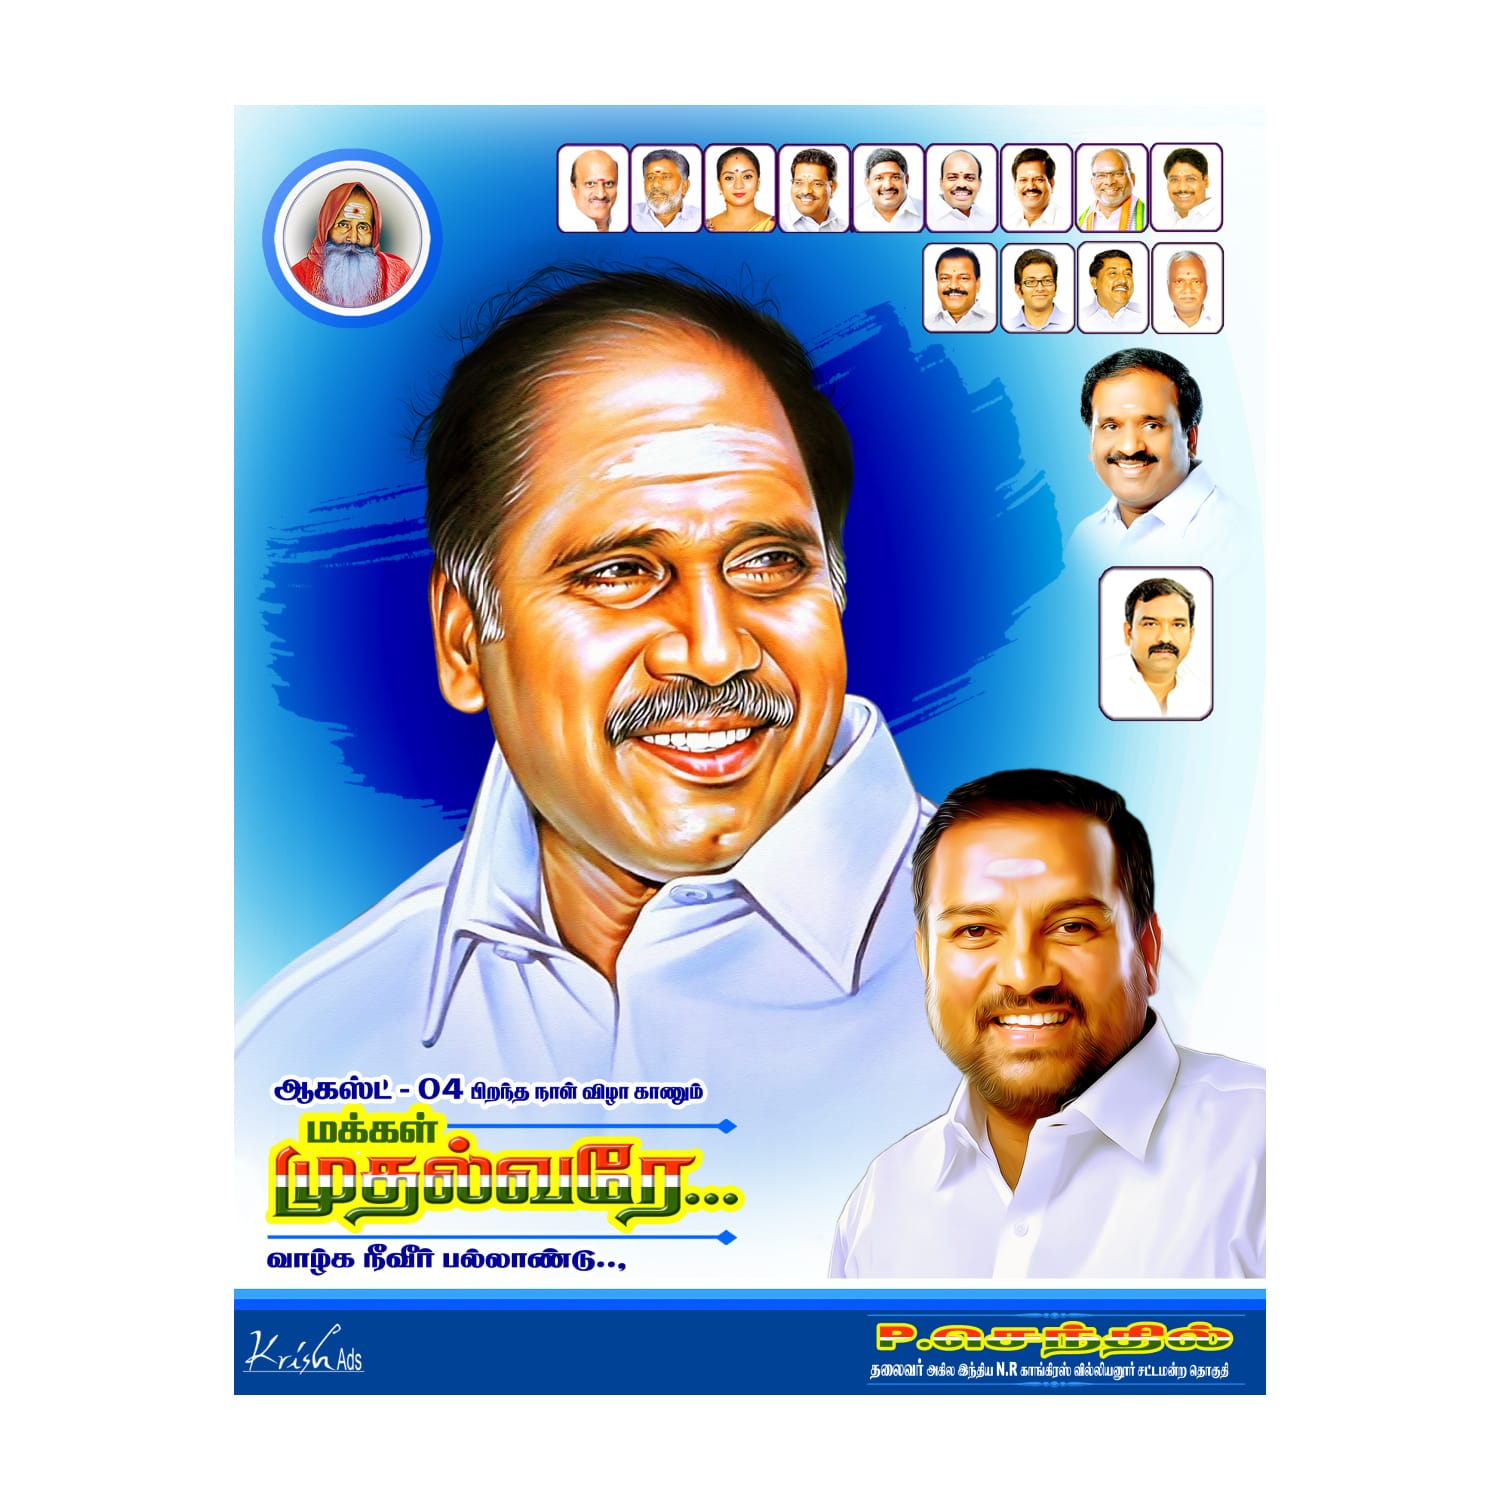 ஆகஸ்ட் - 04 பிறந்த நாள் விழா காணும்
மக்கள்
முதல்வரே...
வாழ்க நீவீர் பல்லாண்டு..,
Krish Ads
P.செந்தில்
தலைவர் அகில இந்திய N.R காங்கிரஸ் வில்லியனூர் சட்டமன்ற தொகுதி